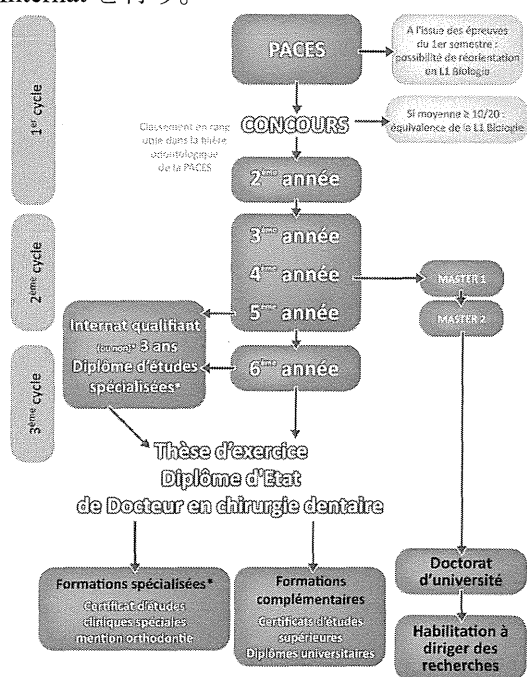 Internat を行う。
PACES
A l'issue des épreuves
du 1er semestre :
possibilité de réorientation
en L1 Biologie
1er cycle
CONCOURS
Si moyenne ≥ 10/20 :
équivalence de la L1 Biologie
Classement en rang
utile dans la filière
odontologique
de la PACES
2ème année
2ème cycle
3ème année
4ème année
5ème année
MASTER 1
MASTER 2
Internat qualifiant
(ou non)* 3 ans
Diplôme d'études
spécialisées*
3ème cycle
6ème année
Thèse d'exercice
Diplôme d'Etat
de Docteur en chirurgie dentaire
Formations spécialisées*
Certificat d'études
cliniques spéciales
mention orthodontie
Formations
complémentaires
Certificats d'études
supérieures
Diplômes universitaires
Doctorat
d'université
Habilitation à
diriger des
recherches